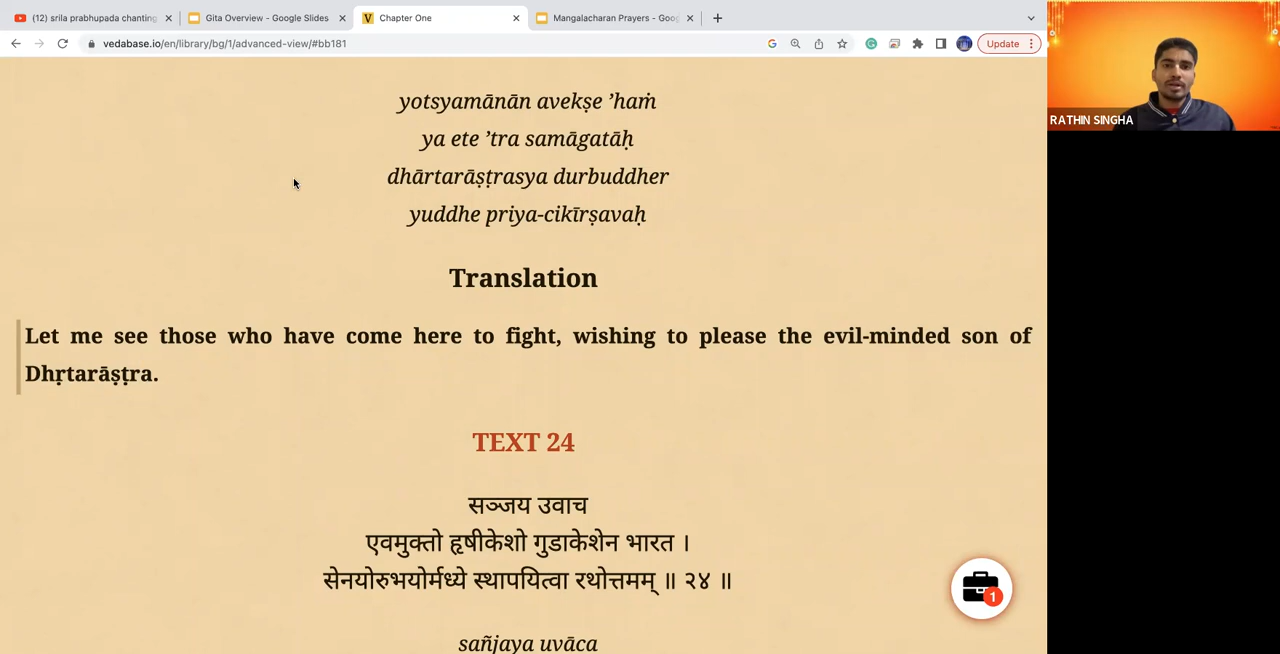 (12) srila prabhupada chanting
Gita Overview - Google Slides
Chapter One
Mangalacharan Prayers - Goo
vedabase.io/en/library/bg/1/advanced-view/#bb181
Update
RATHIN SINGHA
yotsyamānān avekṣe ’haṁ
ya ete ’tra samāgatāḥ
dhārtarāṣṭrasya durbuddher
yuddhe priya-cikīrṣavaḥ
Translation
Let me see those who have come here to fight, wishing to please the evil-minded son of
Dhṛtarāṣṭra.
TEXT 24
सञ्जय उवाच
एवमुक्तो हृषीकेशो गुडाकेशेन भारत ।
सेनयोरुभयोर्मध्ये स्थापयित्वा रथोत्तमम् ॥ २४ ॥
1
sañjaya uvāca